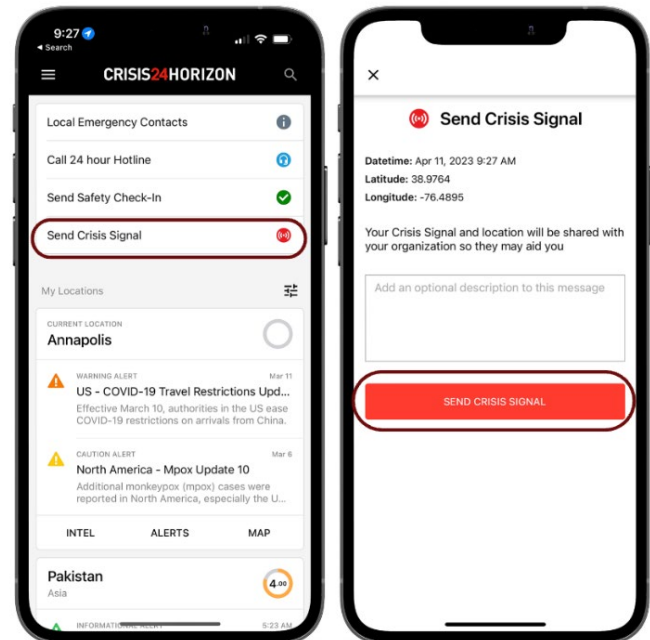 9:27
Search
CRISIS24HORIZON
Local Emergency Contacts
Call 24 hour Hotline
Send Safety Check-In
Send Crisis Signal
My Locations
CURRENT LOCATION
Annapolis
WARNING ALERT Mar 11
US - COVID-19 Travel Restrictions Upd...
Effective March 10, authorities in the US ease
COVID-19 restrictions on arrivals from China.
CAUTION ALERT Mar 6
North America - Mpox Update 10
Additional monkeypox (mpox) cases were
reported in North America, especially the U...
INTEL ALERTS MAP
Pakistan
Asia
4.00
INFORMATIONAL ALERT 5:23 AM
Send Crisis Signal
Datetime: Apr 11, 2023 9:27 AM
Latitude: 38.9764
Longitude: -76.4895
Your Crisis Signal and location will be shared with
your organization so they may aid you
Add an optional description to this message
SEND CRISIS SIGNAL